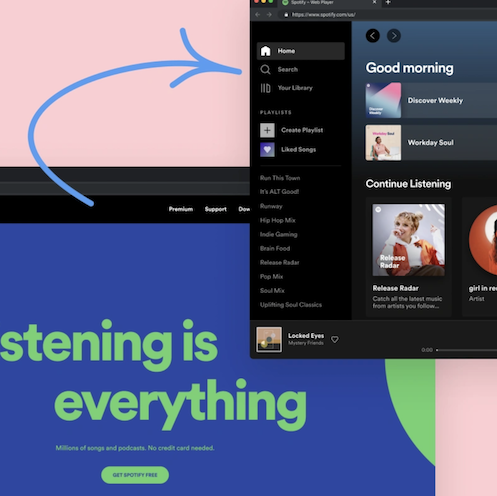 Spotify – Web Player
https://www.spotify.com/us/
Home
Search
Your Library
PLAYLISTS
Create Playlist
Liked Songs
Run This Town
It's ALT Good!
Runway
Hip Hop Mix
Indie Gaming
Brain Food
Release Radar
Pop Mix
Soul Mix
Uplifting Soul Classics
Good morning
Discover Weekly
Workday Soul
Continue Listening
Release
Radar
Release Radar
Catch all the latest music
from artists you follow...
girl in re
Artist
Locked Eyes
Mystery Friends
0:00
Premium Support Dow
stening is
everything
Millions of songs and podcasts. No credit card needed.
GET SPOTIFY FREE